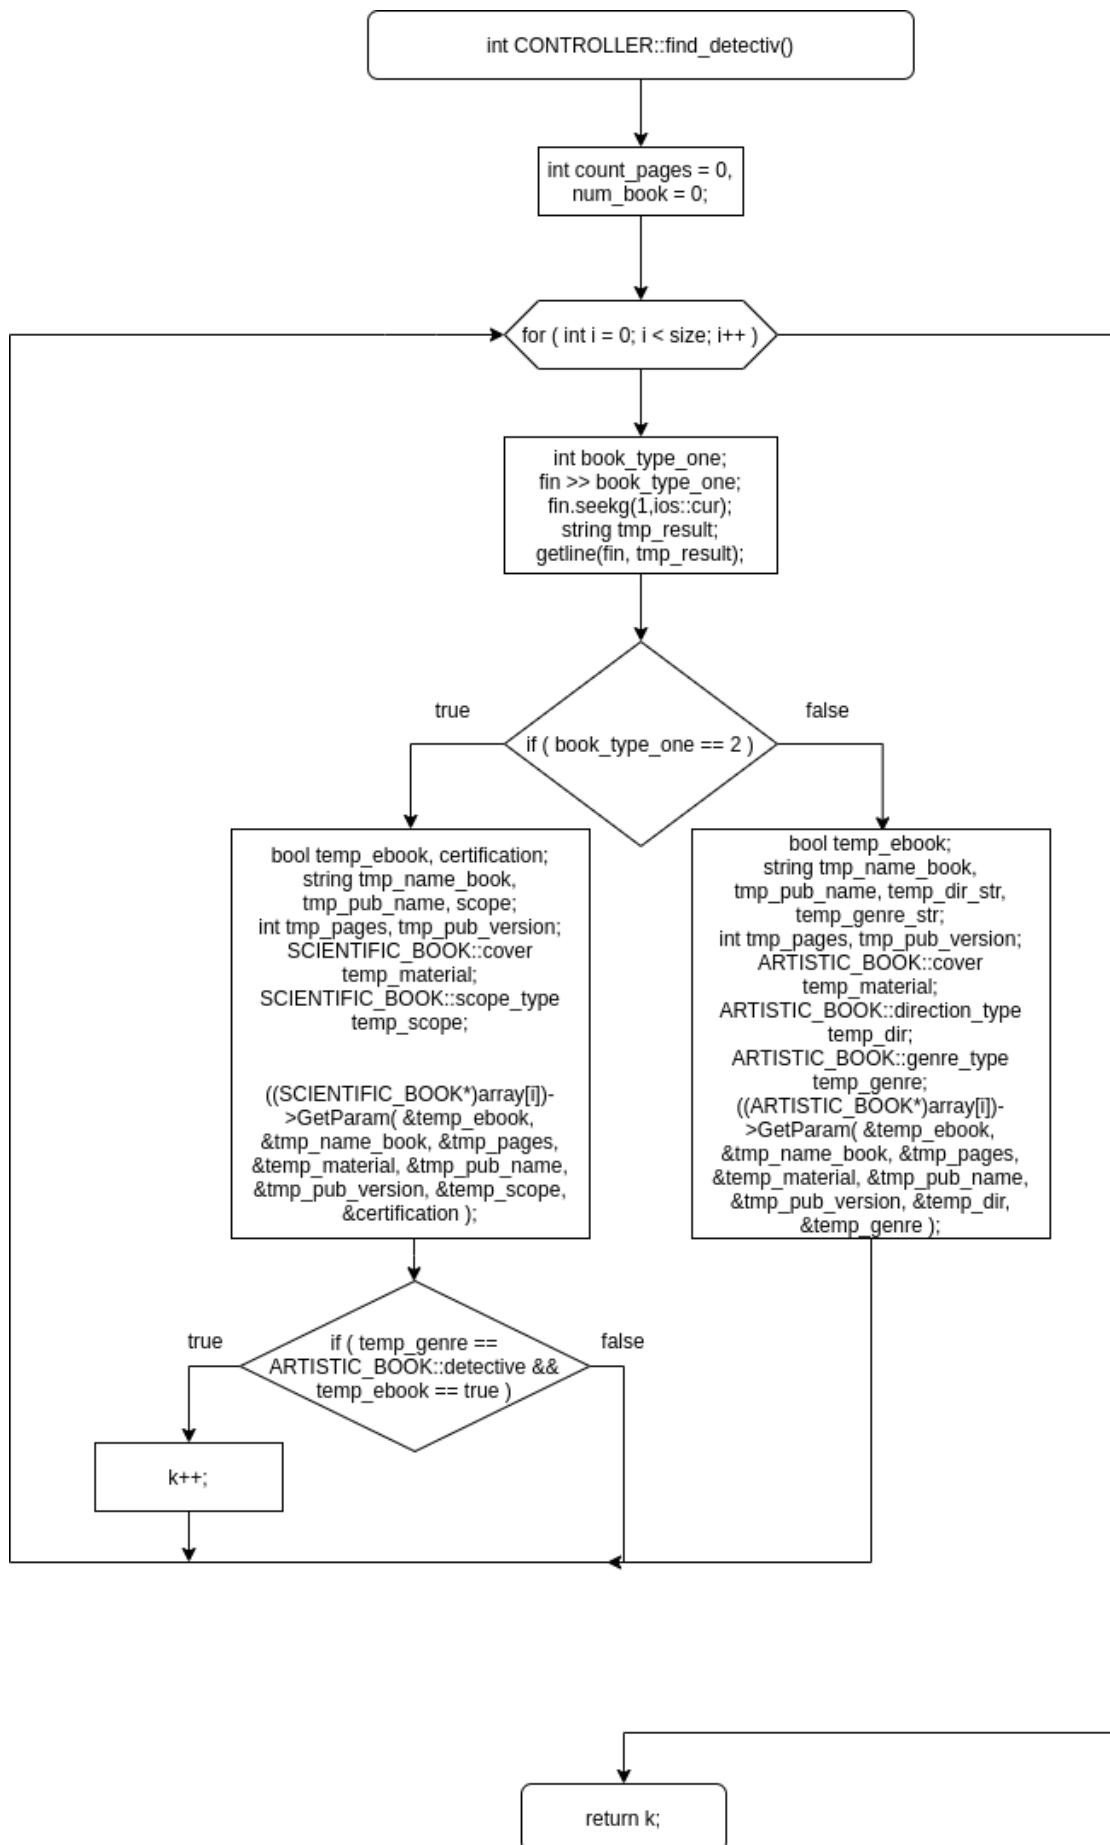 int CONTROLLER::find_detectiv()
int count_pages = 0,
num_book = 0;
for ( int i = 0; i < size; i++ )
int book_type_one;
fin >> book_type_one;
fin.seekg(1,ios::cur);
string tmp_result;
getline(fin, tmp_result);
true
false
if ( book_type_one == 2 )
bool temp_ebook, certification;
string tmp_name_book,
tmp_pub_name, scope;
int tmp_pages, tmp_pub_version;
SCIENTIFIC_BOOK::cover
temp_material;
SCIENTIFIC_BOOK::scope_type
temp_scope;
((SCIENTIFIC_BOOK*)array[i])-
>GetParam( &temp_ebook,
&tmp_name_book, &tmp_pages,
&temp_material, &tmp_pub_name,
&tmp_pub_version, &temp_scope,
&certification );
bool temp_ebook;
string tmp_name_book,
tmp_pub_name, temp_dir_str,
temp_genre_str;
int tmp_pages, tmp_pub_version;
ARTISTIC_BOOK::cover
temp_material;
ARTISTIC_BOOK::direction_type
temp_dir;
ARTISTIC_BOOK::genre_type
temp_genre;
((ARTISTIC_BOOK*)array[i])-
>GetParam( &temp_ebook,
&tmp_name_book, &tmp_pages,
&temp_material, &tmp_pub_name,
&tmp_pub_version, &temp_dir,
&temp_genre );
true
false
if ( temp_genre ==
ARTISTIC_BOOK::detective &&
temp_ebook == true )
k++;
return k;